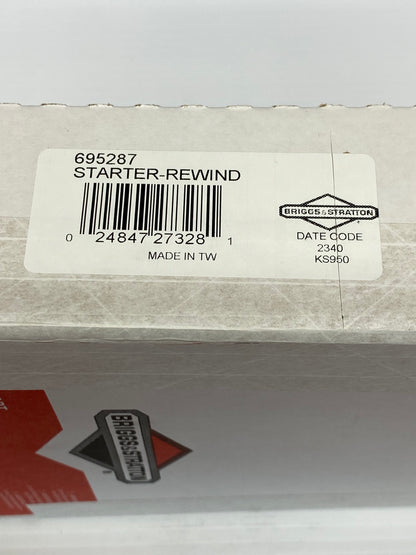 695287
STARTER-REWIND
0 24847 27328 1
MADE IN TW
BRIGGS&STRATTON
DATE CODE
2340
KS950
BRIGGS&STRATTON